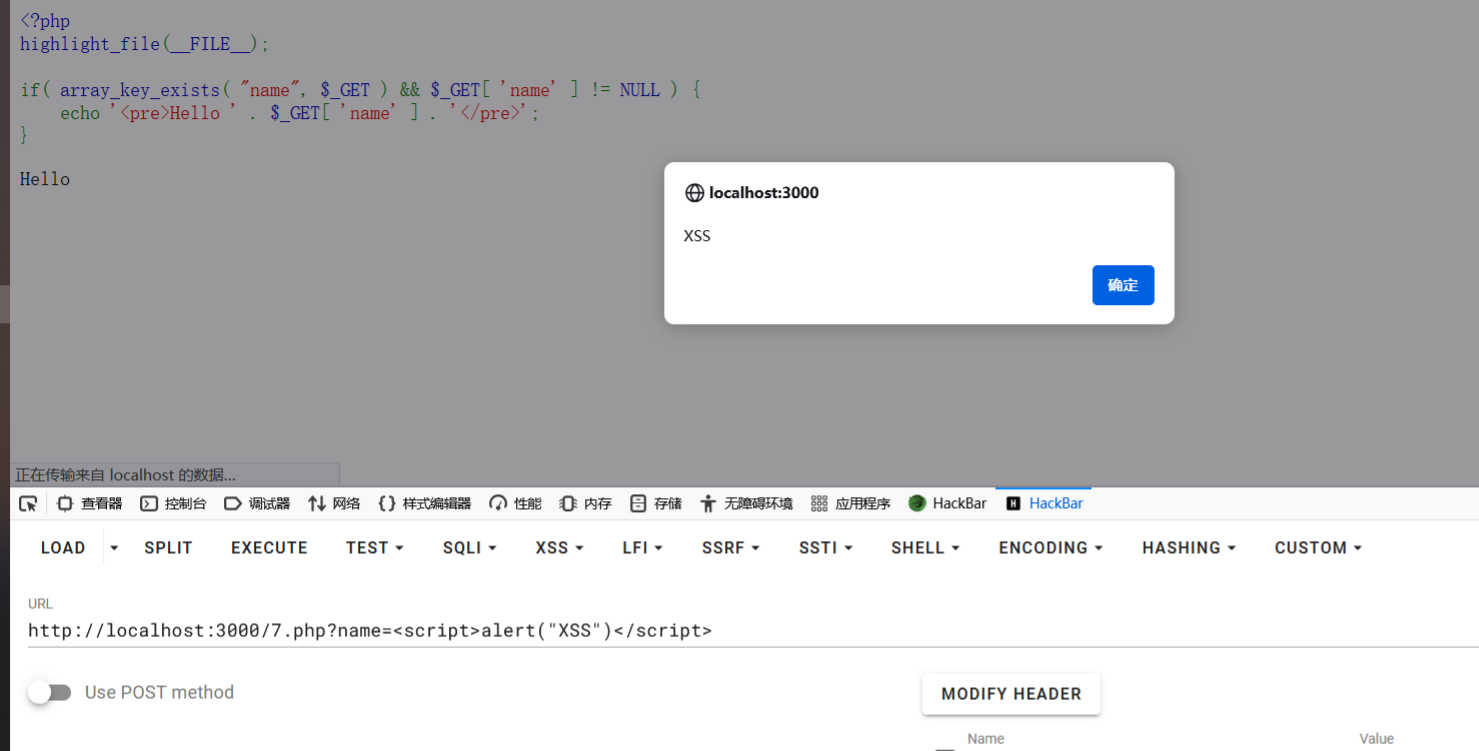 <?php
highlight_file(__FILE__);
if( array_key_exists( "name", $_GET ) && $_GET[ 'name' ] != NULL ) {
    echo '<pre>Hello ' . $_GET[ 'name' ] . '</pre>';
}
Hello
localhost:3000
XSS
确定
正在传输来自 localhost 的数据...
查看器 控制台 调试器 网络 {} 样式编辑器 性能 内存 存储 无障碍环境 应用程序 HackBar H HackBar
LOAD SPLIT EXECUTE TEST SQLI XSS LFI SSRF SSTI SHELL ENCODING HASHING CUSTOM
URL
http://localhost:3000/7.php?name=<script>alert("XSS")</script>
Use POST method
MODIFY HEADER
Name Value